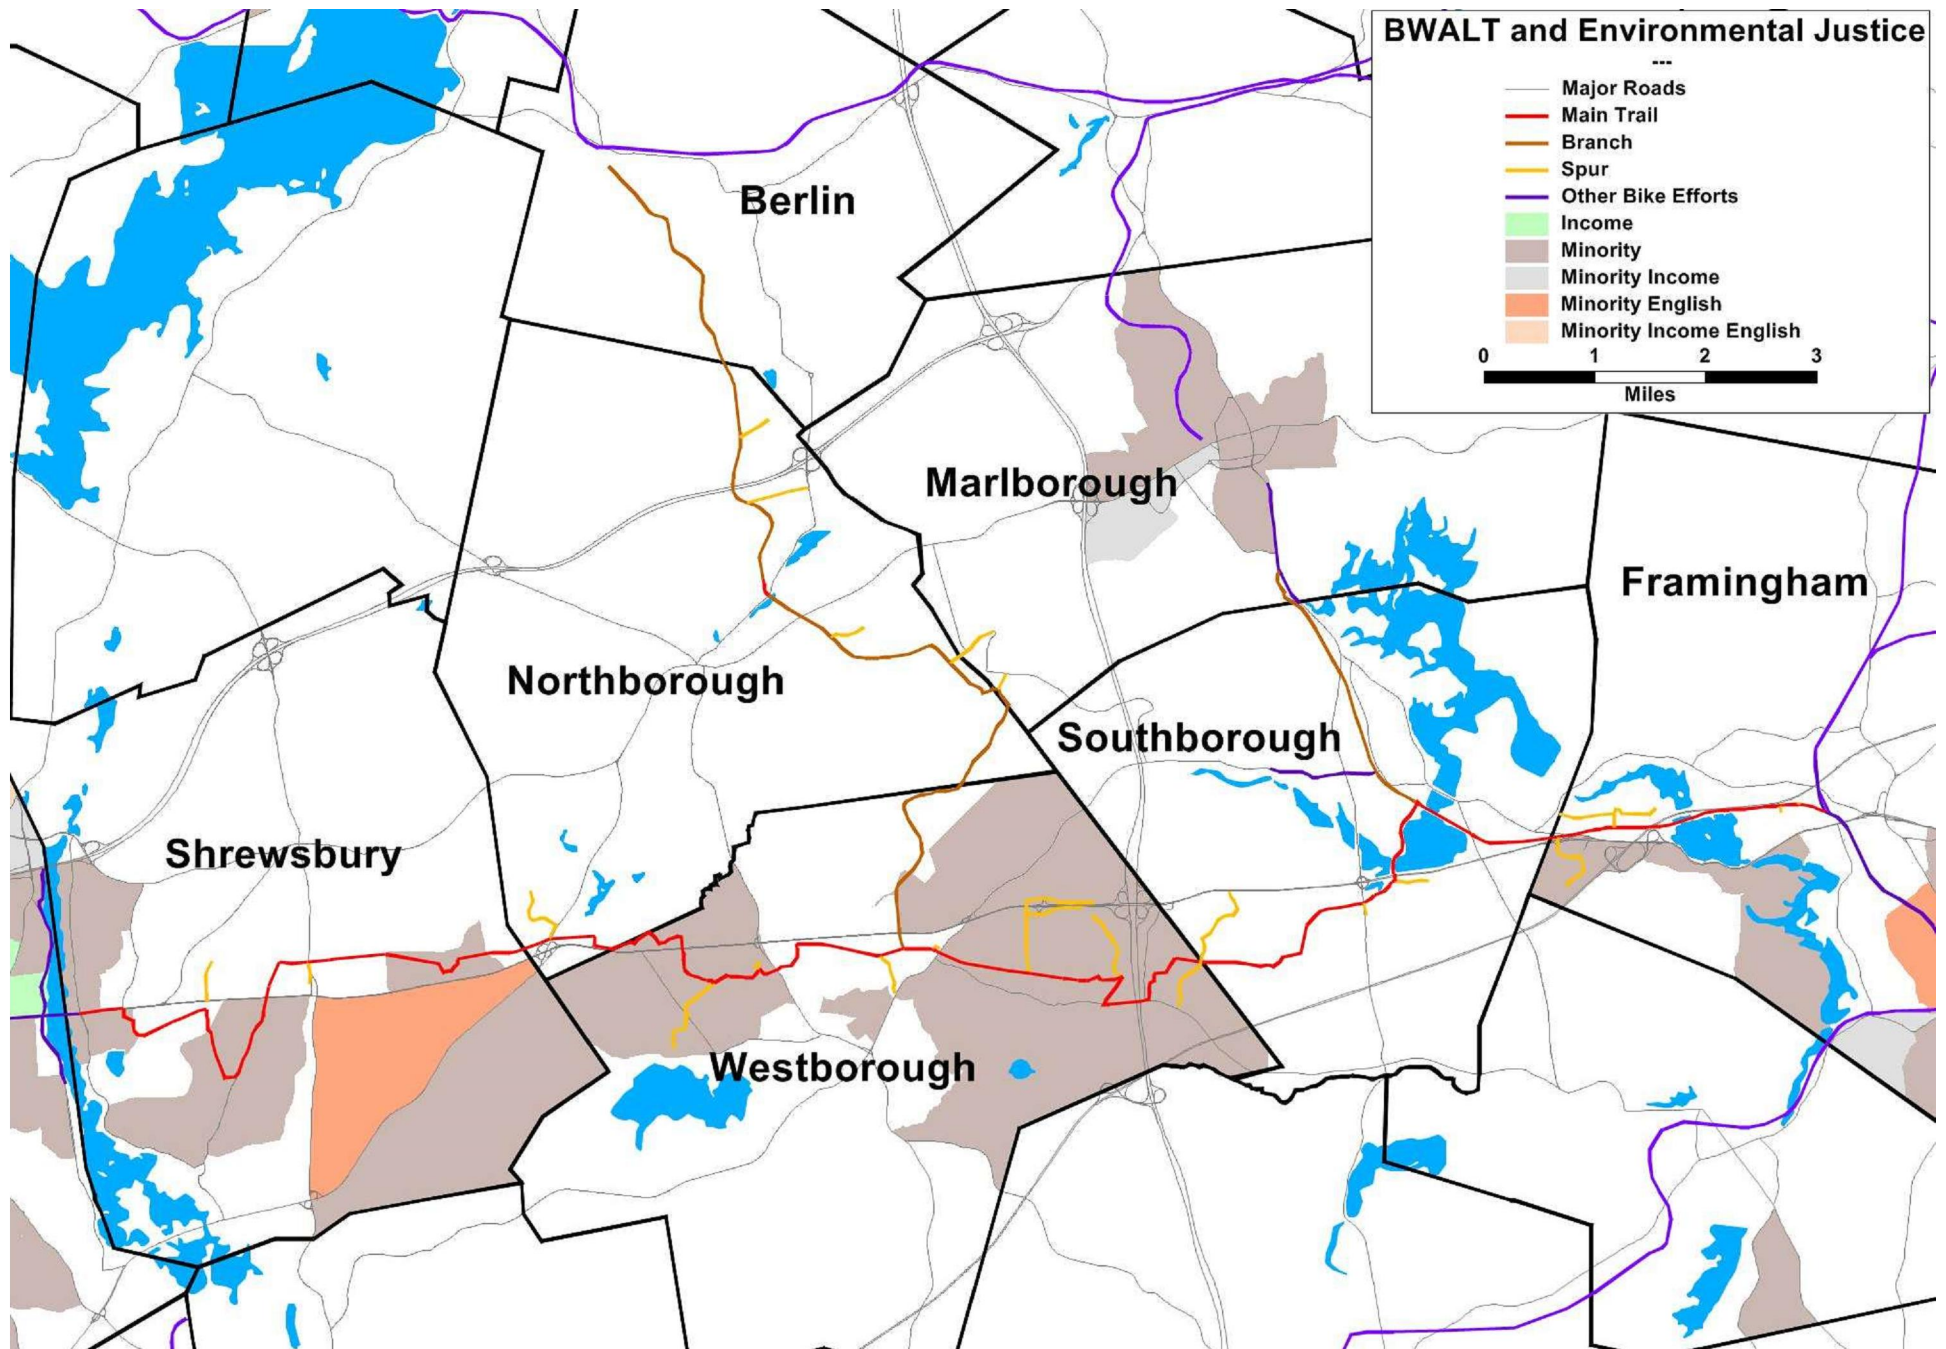 BWALT and Environmental Justice
---
Major Roads
Main Trail
Branch
Spur
Other Bike Efforts
Income
Minority
Minority Income
Minority English
Minority Income English
0 1 2 3
Miles
Berlin
Marlborough
Framingham
Northborough
Southborough
Shrewsbury
Westborough